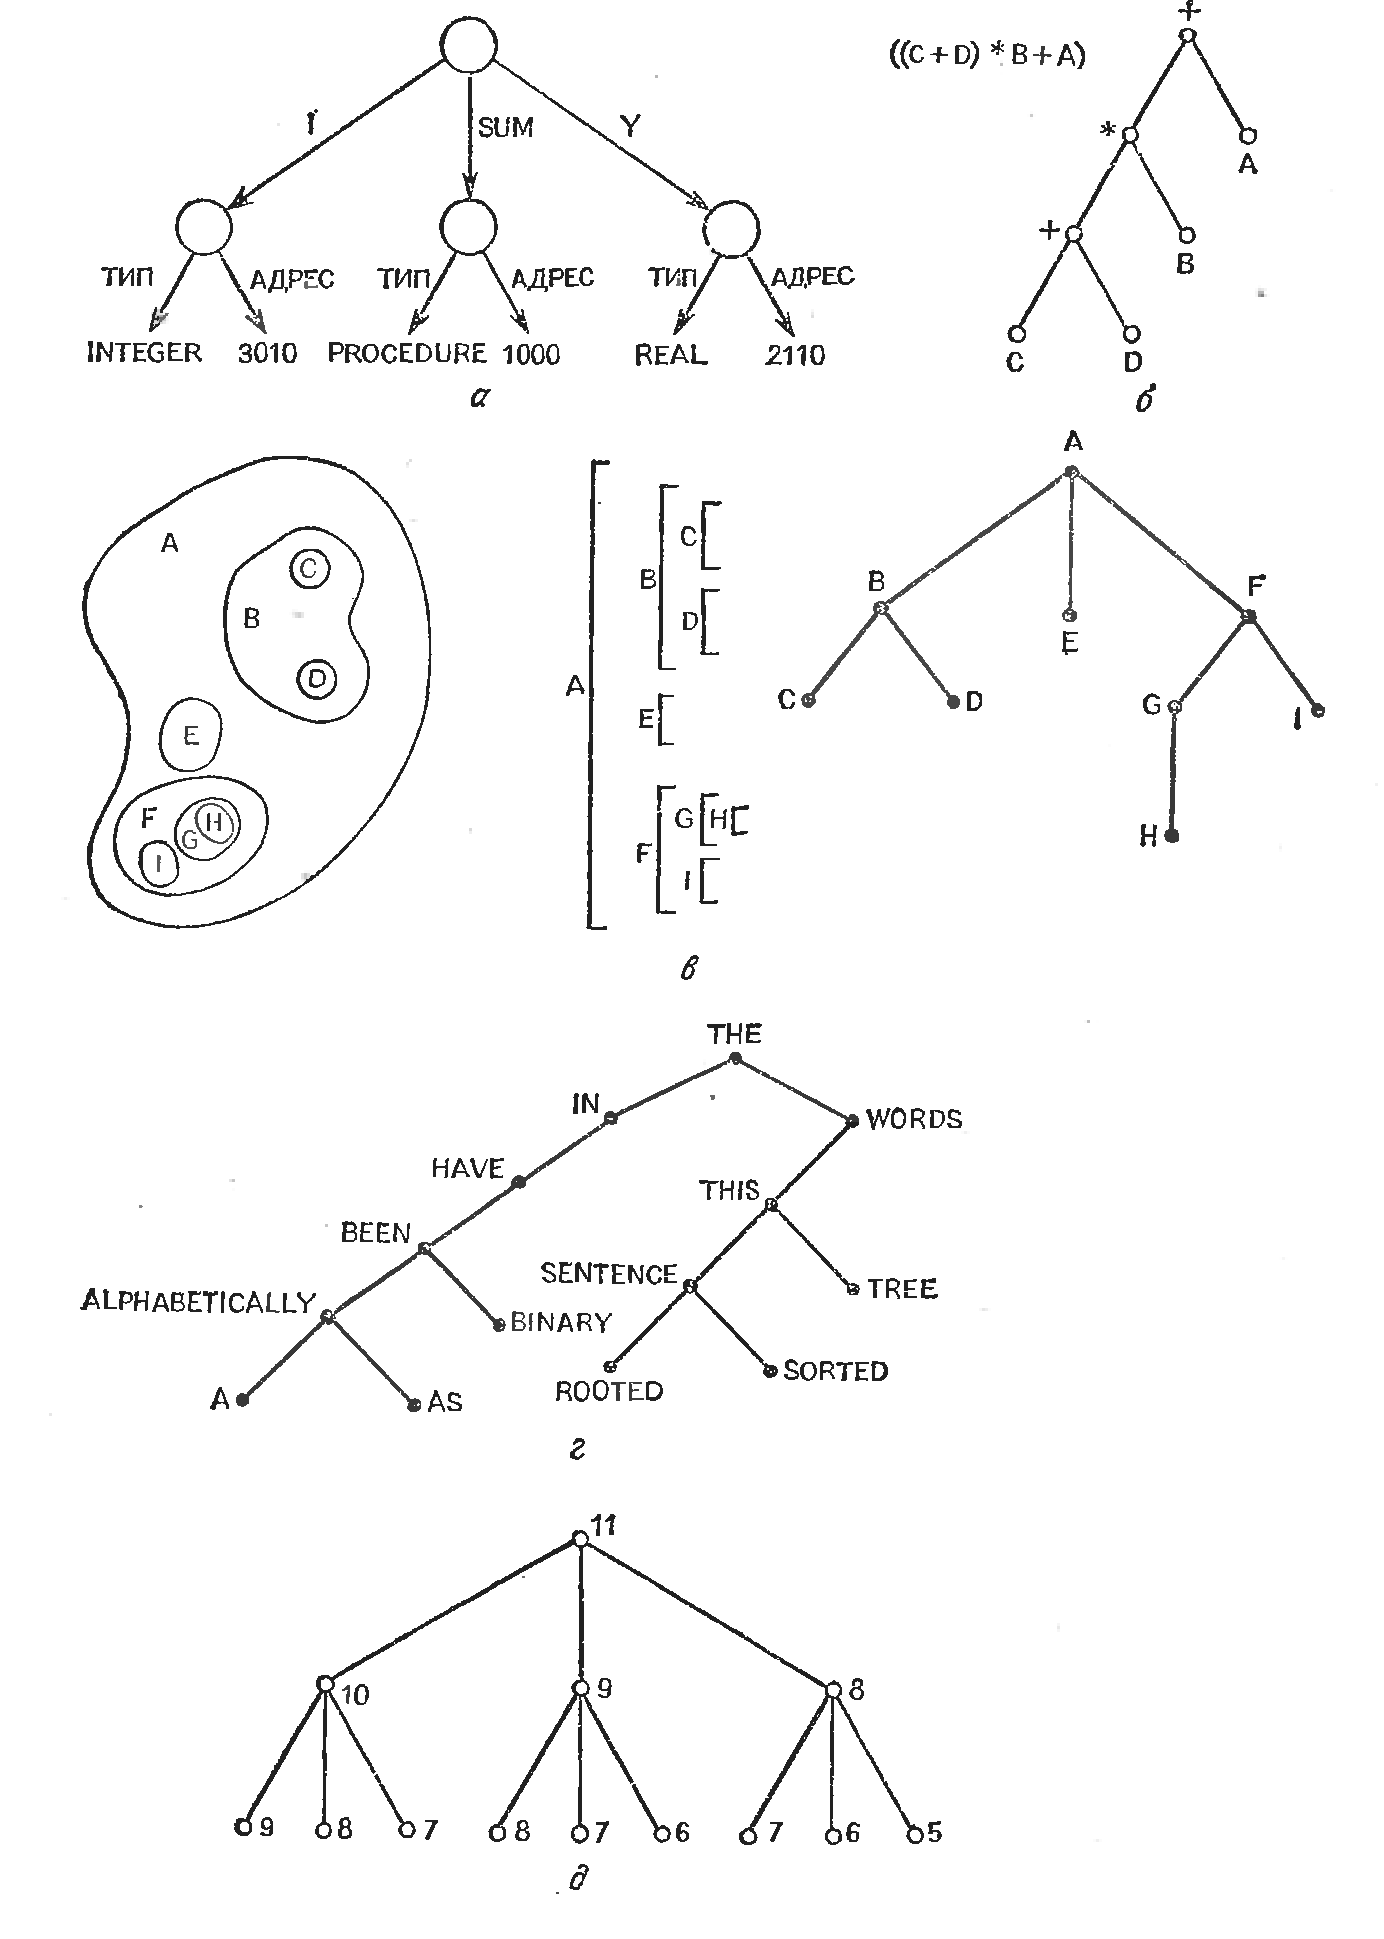 I SUM Y
ТИП АДРЕС ТИП АДРЕС ТИП АДРЕС
INTEGER 3010 PROCEDURE 1000 REAL 2110
а
((C+D) * B+A)
+
* A
+ B
C D
б
A
B
C
D
E
F
G
H
I
A
B
C
D
E
F
G
H
I
A
B
E
F
C
D
G
I
H
в
THE
IN
WORDS
HAVE
THIS
BEEN
SENTENCE
TREE
ALPHABETICALLY
BINARY
ROOTED
SORTED
A
AS
г
11
10 9 8
9 8 7 8 7 6 7 6 5
д